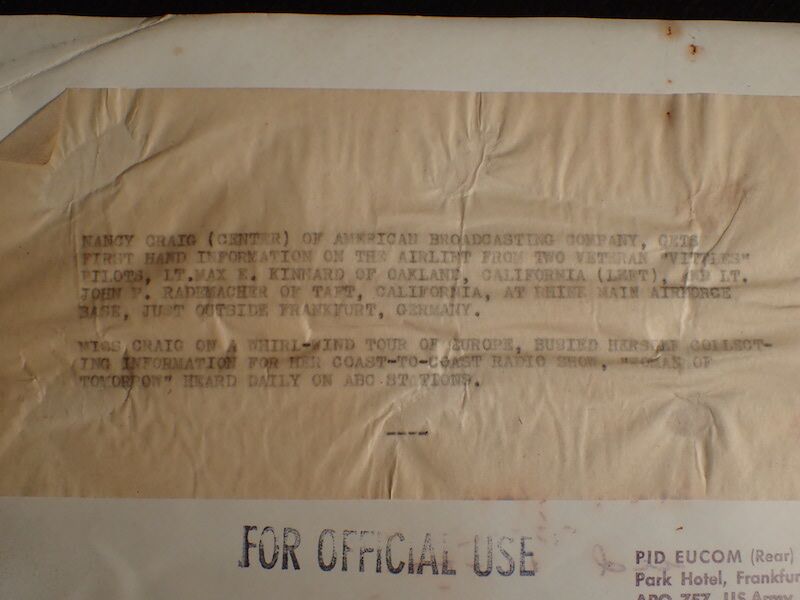 NANCY CRAIG (CENTER) OF AMERICAN BROADCASTING COMPANY, GETS
FIRST HAND INFORMATION ON THE AIRLIFT FROM TWO VETERAN "VITTLES"
PILOTS, LT.MAX E. KINNARD OF OAKLAND, CALIFORNIA (LEFT), AND LT.
JOHN P. RADEMACHER OF TAFT, CALIFORNIA, AT RHINE MAIN AIRFORCE
BASE, JUST OUTSIDE FRANKFURT, GERMANY.
MISS CRAIG ON A WHIRL-WIND TOUR OF EUROPE, BUSIED HERSELF COLLECT-
ING INFORMATION FOR HER COAST-TO-COAST RADIO SHOW, "WOMAN OF
TOMORROW" HEARD DAILY ON ABC STATIONS.
----
FOR OFFICIAL USE
PID EUCOM (Rear)
Park Hotel, Frankfur
APO 757, US Army